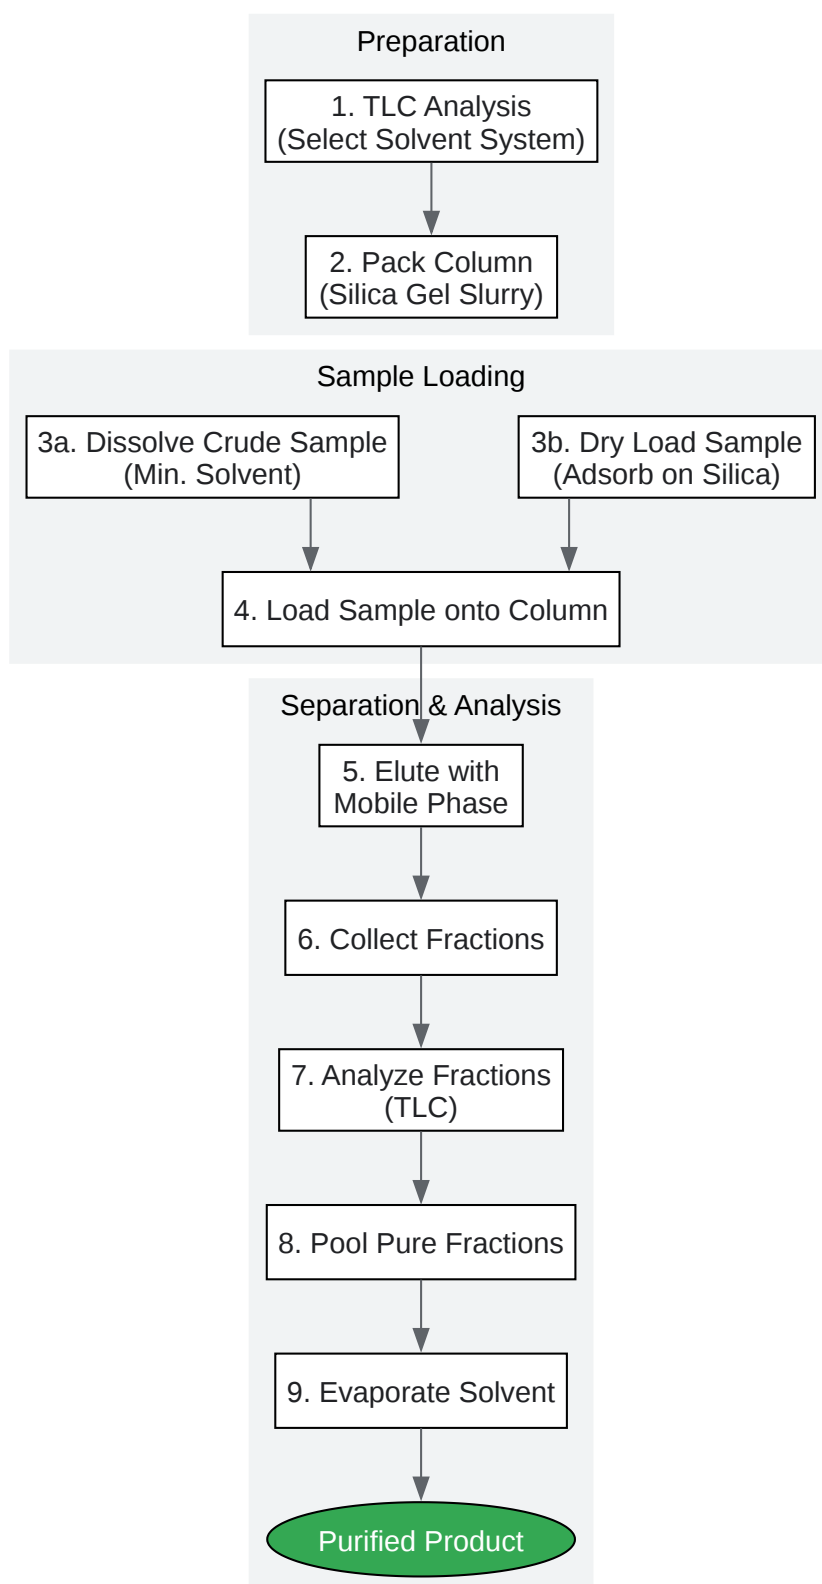 Preparation
1. TLC Analysis
(Select Solvent System)
2. Pack Column
(Silica Gel Slurry)
Sample Loading
3a. Dissolve Crude Sample
(Min. Solvent)
3b. Dry Load Sample
(Adsorb on Silica)
4. Load Sample onto Column
Separation & Analysis
5. Elute with
Mobile Phase
6. Collect Fractions
7. Analyze Fractions
(TLC)
8. Pool Pure Fractions
9. Evaporate Solvent
Purified Product